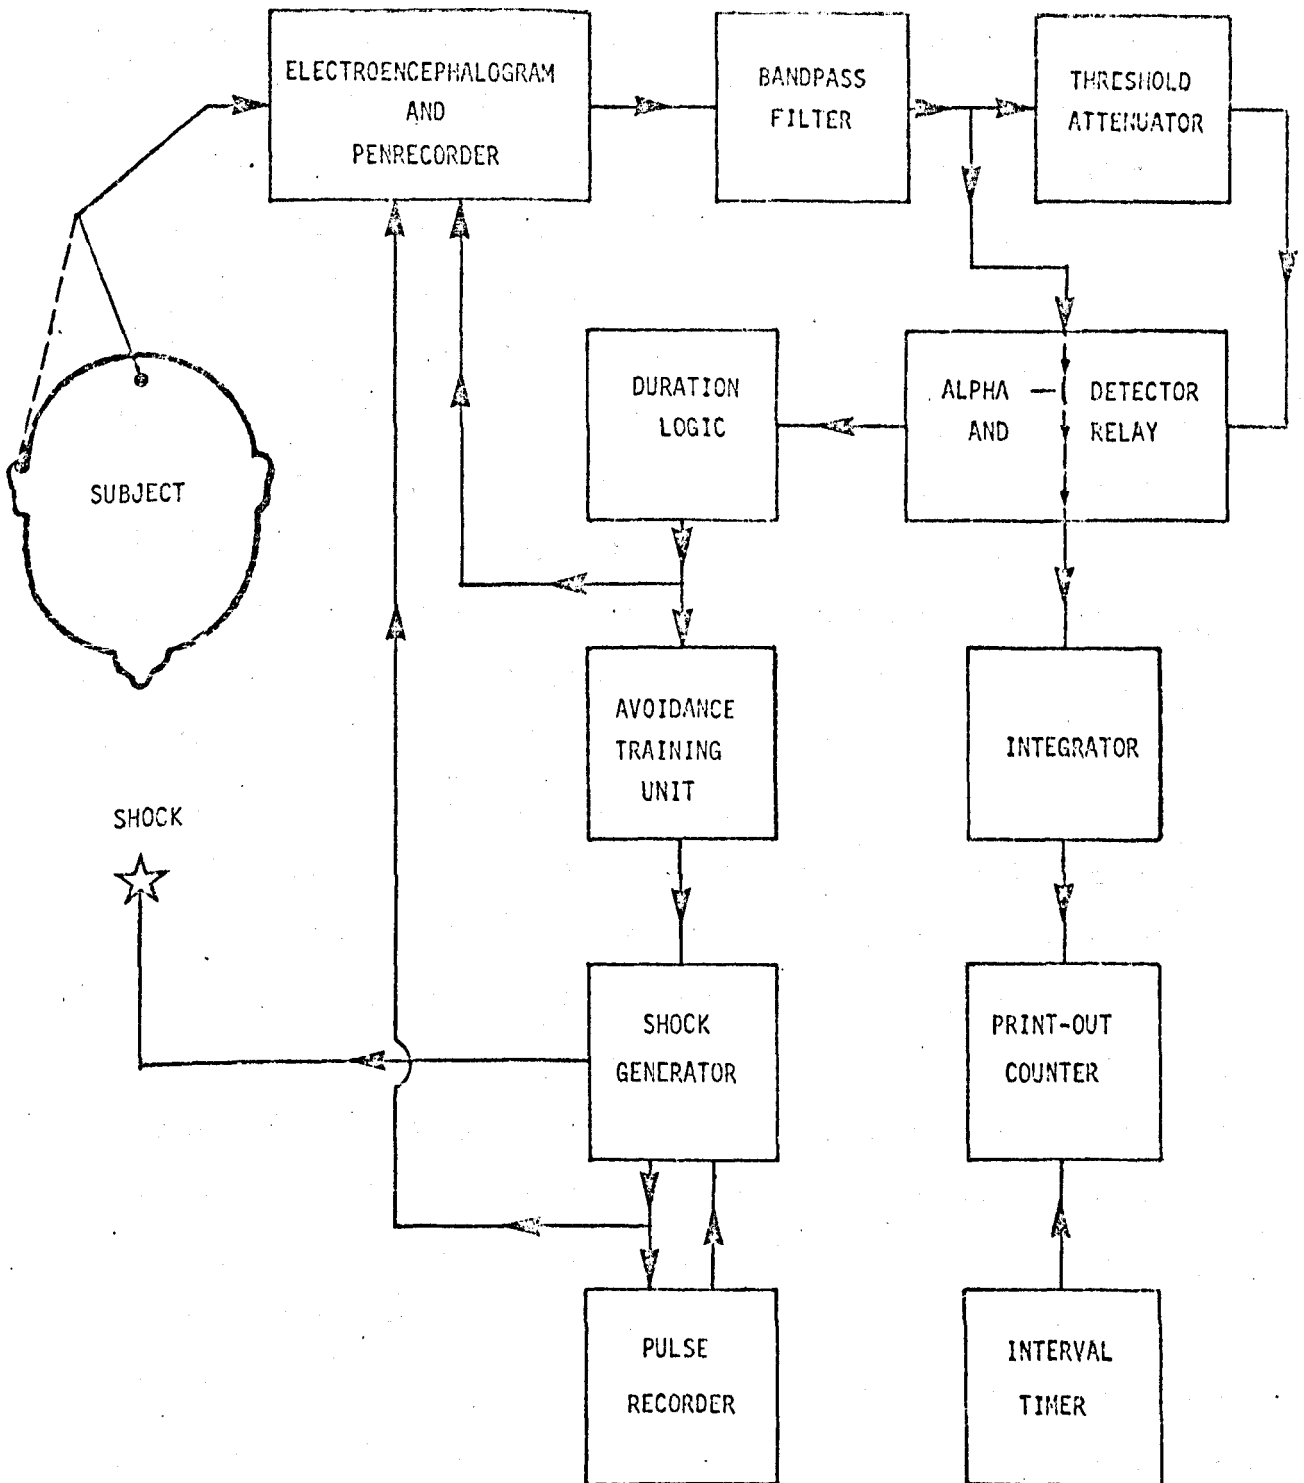 ELECTROENCEPHALOGRAM
AND
PENRECORDER
BANDPASS
FILTER
THRESHOLD
ATTENUATOR
DURATION
LOGIC
ALPHA — DETECTOR
AND RELAY
SUBJECT
AVOIDANCE
TRAINING
UNIT
INTEGRATOR
SHOCK
SHOCK
GENERATOR
PRINT-OUT
COUNTER
PULSE
RECORDER
INTERVAL
TIMER